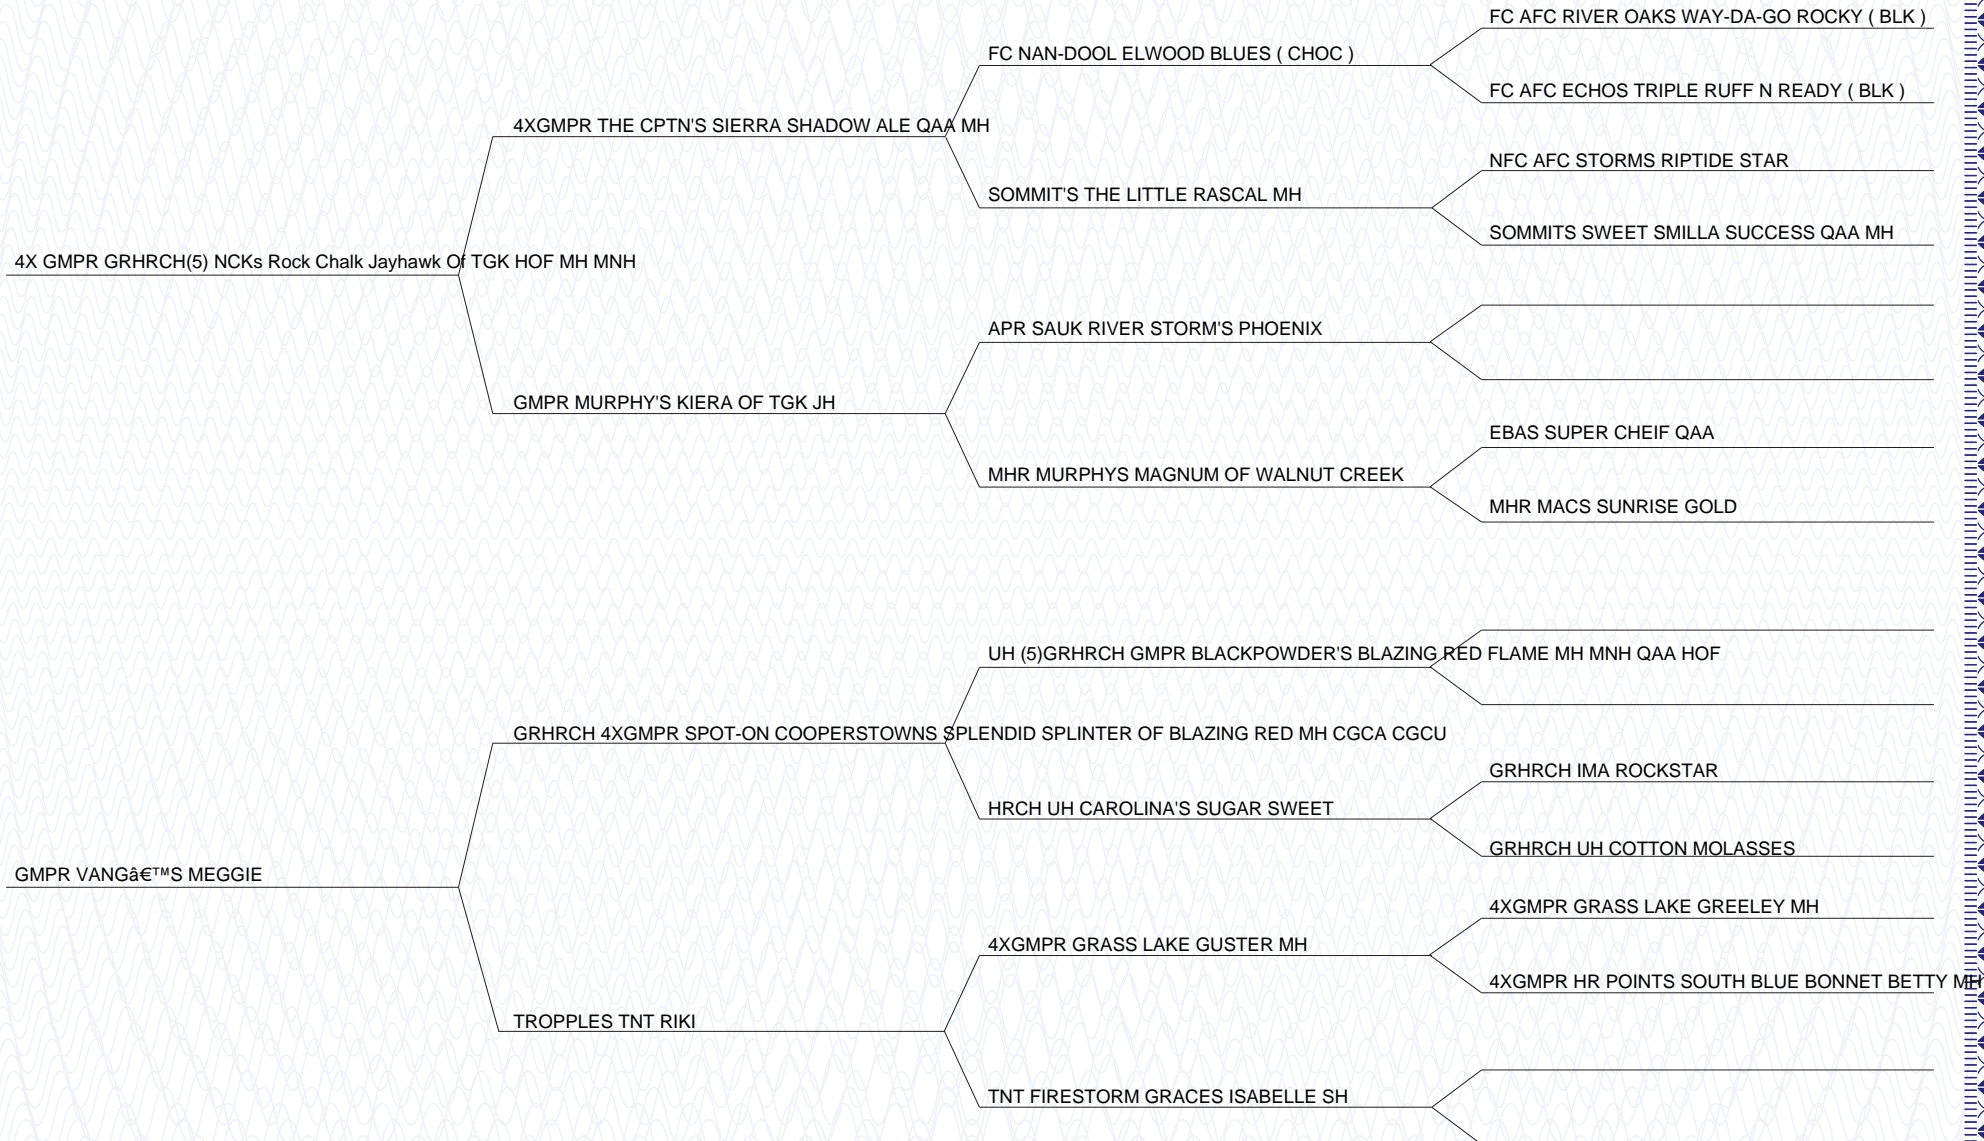 FC AFC RIVER OAKS WAY-DA-GO ROCKY ( BLK )
FC NAN-DOOL ELWOOD BLUES ( CHOC )
FC AFC ECHOS TRIPLE RUFF N READY ( BLK )
4XGMPR THE CPTN'S SIERRA SHADOW ALE QAA MH
NFC AFC STORMS RIPTIDE STAR
SOMMIT'S THE LITTLE RASCAL MH
SOMMITS SWEET SMILLA SUCCESS QAA MH
4X GMPR GRHRCH(5) NCKs Rock Chalk Jayhawk Of TGK HOF MH MNH
APR SAUK RIVER STORM'S PHOENIX
GMPR MURPHY'S KIERA OF TGK JH
EBAS SUPER CHEIF QAA
MHR MURPHYS MAGNUM OF WALNUT CREEK
MHR MACS SUNRISE GOLD
UH (5)GRHRCH GMPR BLACKPOWDER'S BLAZING RED FLAME MH MNH QAA HOF
GRHRCH 4XGMPR SPOT-ON COOPERSTOWNS SPLENDID SPLINTER OF BLAZING RED MH CGCA CGCU
GRHRCH IMA ROCKSTAR
HRCH UH CAROLINA'S SUGAR SWEET
GRHRCH UH COTTON MOLASSES
GMPR VANGâ€™S MEGGIE
4XGMPR GRASS LAKE GREELEY MH
4XGMPR GRASS LAKE GUSTER MH
4XGMPR HR POINTS SOUTH BLUE BONNET BETTY MH
TROPPLES TNT RIKI
TNT FIRESTORM GRACES ISABELLE SH